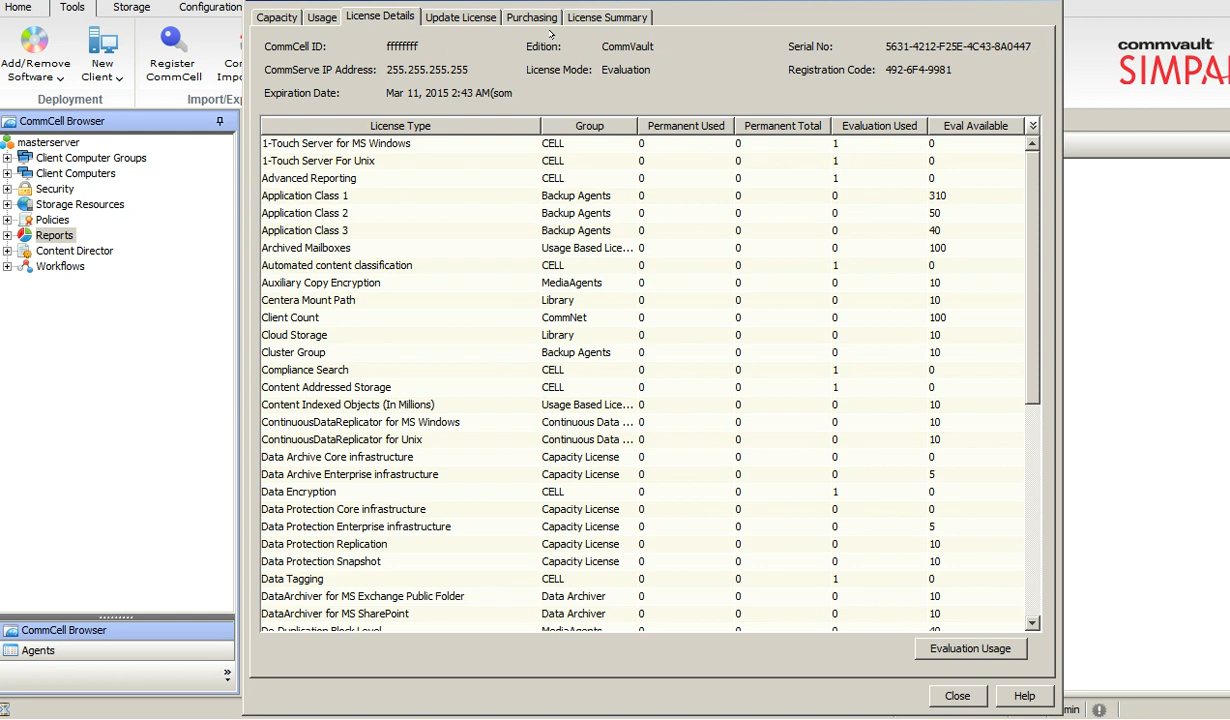 Home Tools Storage Configuration
Add/Remove Software
New Client
Register CommCell
Deployment
Import/Exp
CommCell Browser
masterserver
Client Computer Groups
Client Computers
Security
Storage Resources
Policies
Reports
Content Director
Workflows
CommCell Browser
Agents
Capacity Usage License Details Update License Purchasing License Summary
CommCell ID: ffffffff Edition: CommVault Serial No: 5631-4212-F25E-4C43-8A0447
CommServe IP Address: 255.255.255.255 License Mode: Evaluation Registration Code: 492-6F4-9981
Expiration Date: Mar 11, 2015 2:43 AM(som
License Type Group Permanent Used Permanent Total Evaluation Used Eval Available
1-Touch Server for MS Windows CELL 0 0 1 0
1-Touch Server For Unix CELL 0 0 1 0
Advanced Reporting CELL 0 0 1 0
Application Class 1 Backup Agents 0 0 0 310
Application Class 2 Backup Agents 0 0 0 50
Application Class 3 Backup Agents 0 0 0 40
Archived Mailboxes Usage Based Lice... 0 0 0 100
Automated content classification CELL 0 0 1 0
Auxiliary Copy Encryption MediaAgents 0 0 0 10
Centera Mount Path Library 0 0 0 10
Client Count CommNet 0 0 0 100
Cloud Storage Library 0 0 0 10
Cluster Group Backup Agents 0 0 0 10
Compliance Search CELL 0 0 1 0
Content Addressed Storage CELL 0 0 1 0
Content Indexed Objects (In Millions) Usage Based Lice... 0 0 0 10
ContinuousDataReplicator for MS Windows Continuous Data ... 0 0 0 10
ContinuousDataReplicator for Unix Continuous Data ... 0 0 0 10
Data Archive Core infrastructure Capacity License 0 0 0 0
Data Archive Enterprise infrastructure Capacity License 0 0 0 5
Data Encryption CELL 0 0 1 0
Data Protection Core infrastructure Capacity License 0 0 0 0
Data Protection Enterprise infrastructure Capacity License 0 0 0 5
Data Protection Replication Capacity License 0 0 0 10
Data Protection Snapshot Capacity License 0 0 0 10
Data Tagging CELL 0 0 1 0
DataArchiver for MS Exchange Public Folder Data Archiver 0 0 0 10
DataArchiver for MS SharePoint Data Archiver 0 0 0 10
De-Duplication Block Level MediaAgents 0 0 0 40
Evaluation Usage
Close Help
commvault
SIMPA
min